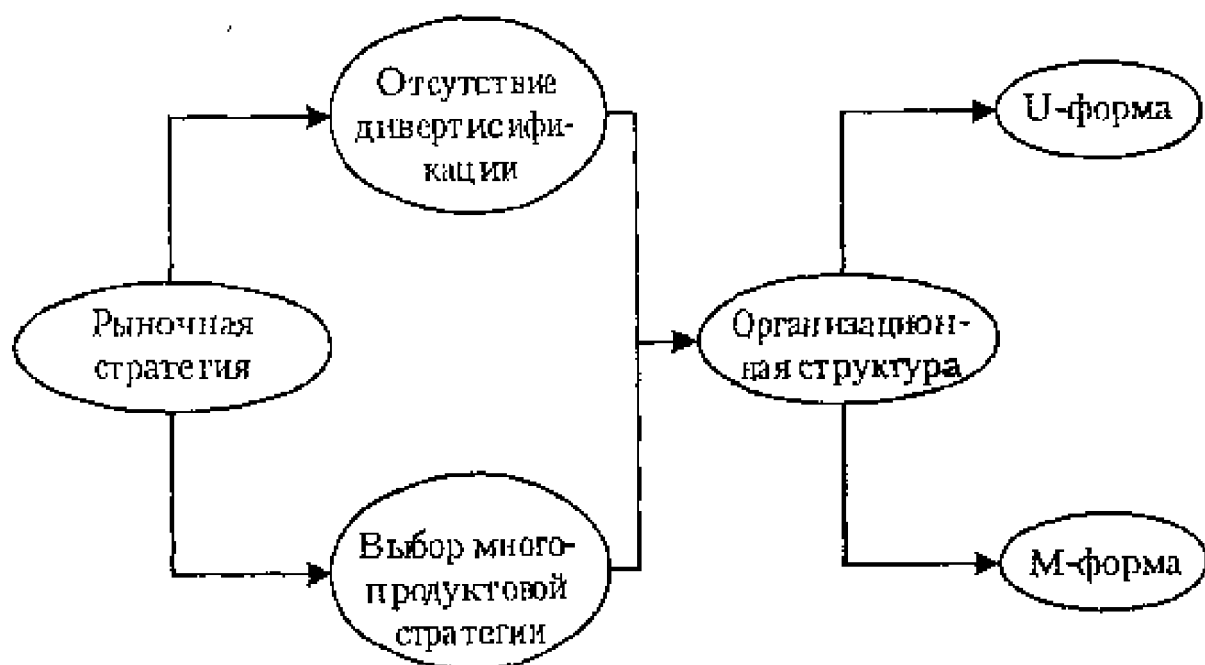 Отсутствие
дивертисифи-
кации
U-форма
Рыночная
стратегия
Организацион-
ная структура
Выбор много-
продуктовой
стратегии
М-форма